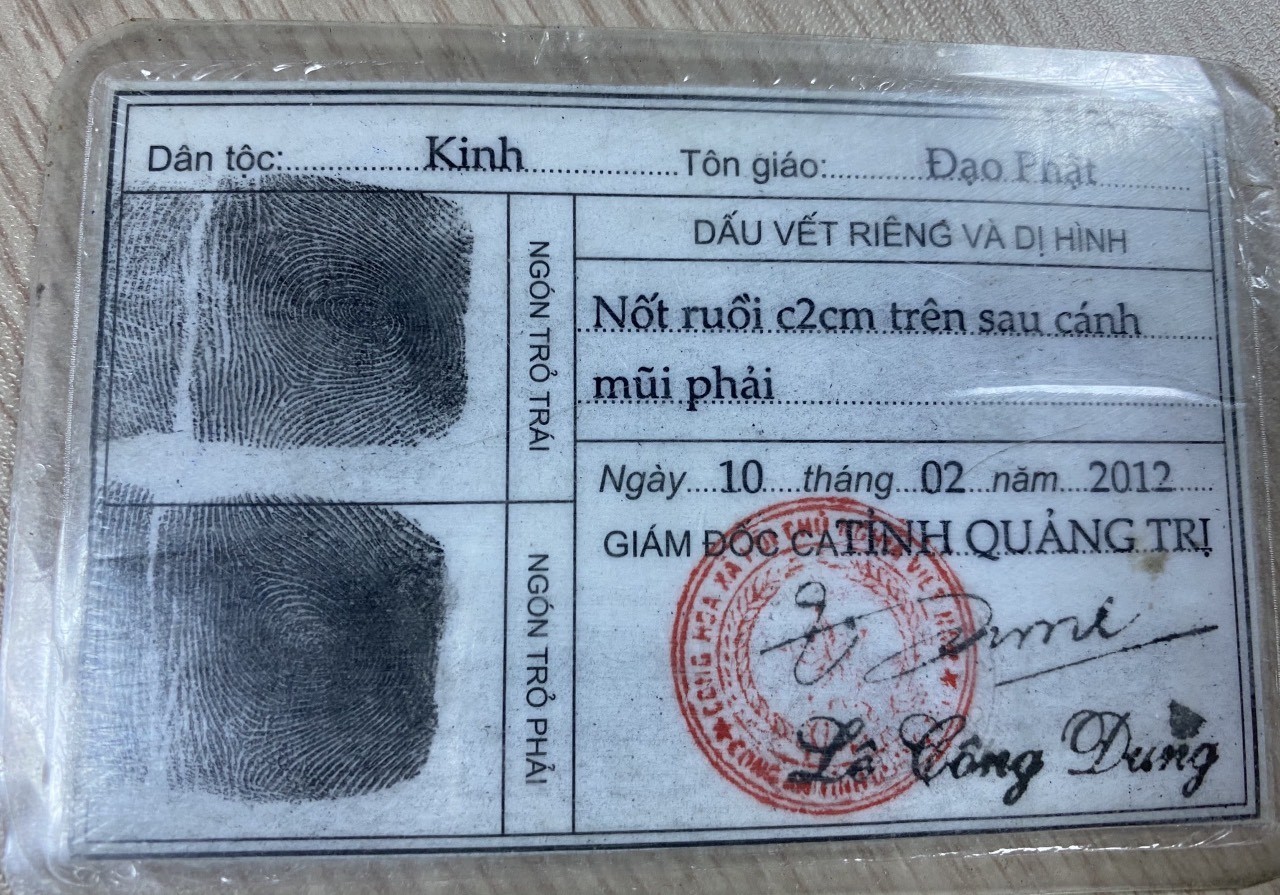 Dân tộc: Kinh Tôn giáo: Đạo Phật
NGÓN TRỎ TRÁI
DẤU VẾT RIÊNG VÀ DỊ HÌNH
Nốt ruồi c2cm trên sau cánh
mũi phải
NGÓN TRỎ PHẢI
Ngày 10 tháng 02 năm 2012
GIÁM ĐỐC CA TỈNH QUẢNG TRỊ
Lê Công Dung